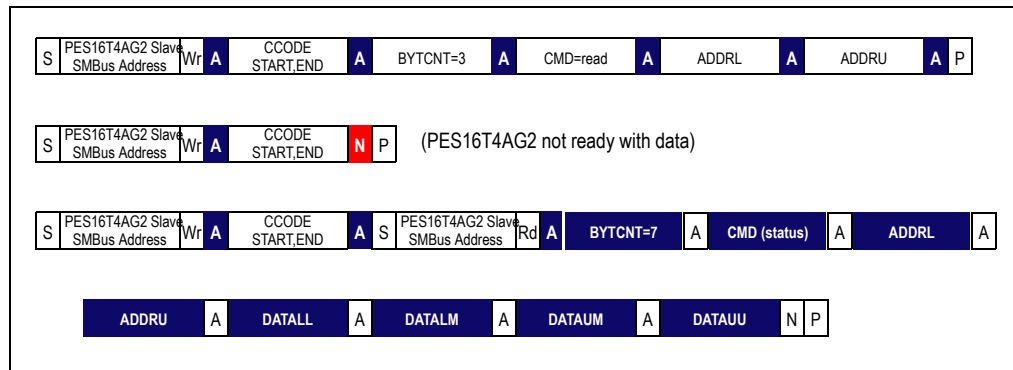 S PES16T4AG2 Slave SMBus Address Wr A CCODE START,END A BYTCNT=3 A CMD=read A ADDRL A ADDRU A P
S PES16T4AG2 Slave SMBus Address Wr A CCODE START,END N P (PES16T4AG2 not ready with data)
S PES16T4AG2 Slave SMBus Address Wr A CCODE START,END A S PES16T4AG2 Slave SMBus Address Rd A BYTCNT=7 A CMD (status) A ADDRL A
ADDRU A DATALL A DATALM A DATAUM A DATAUU N P